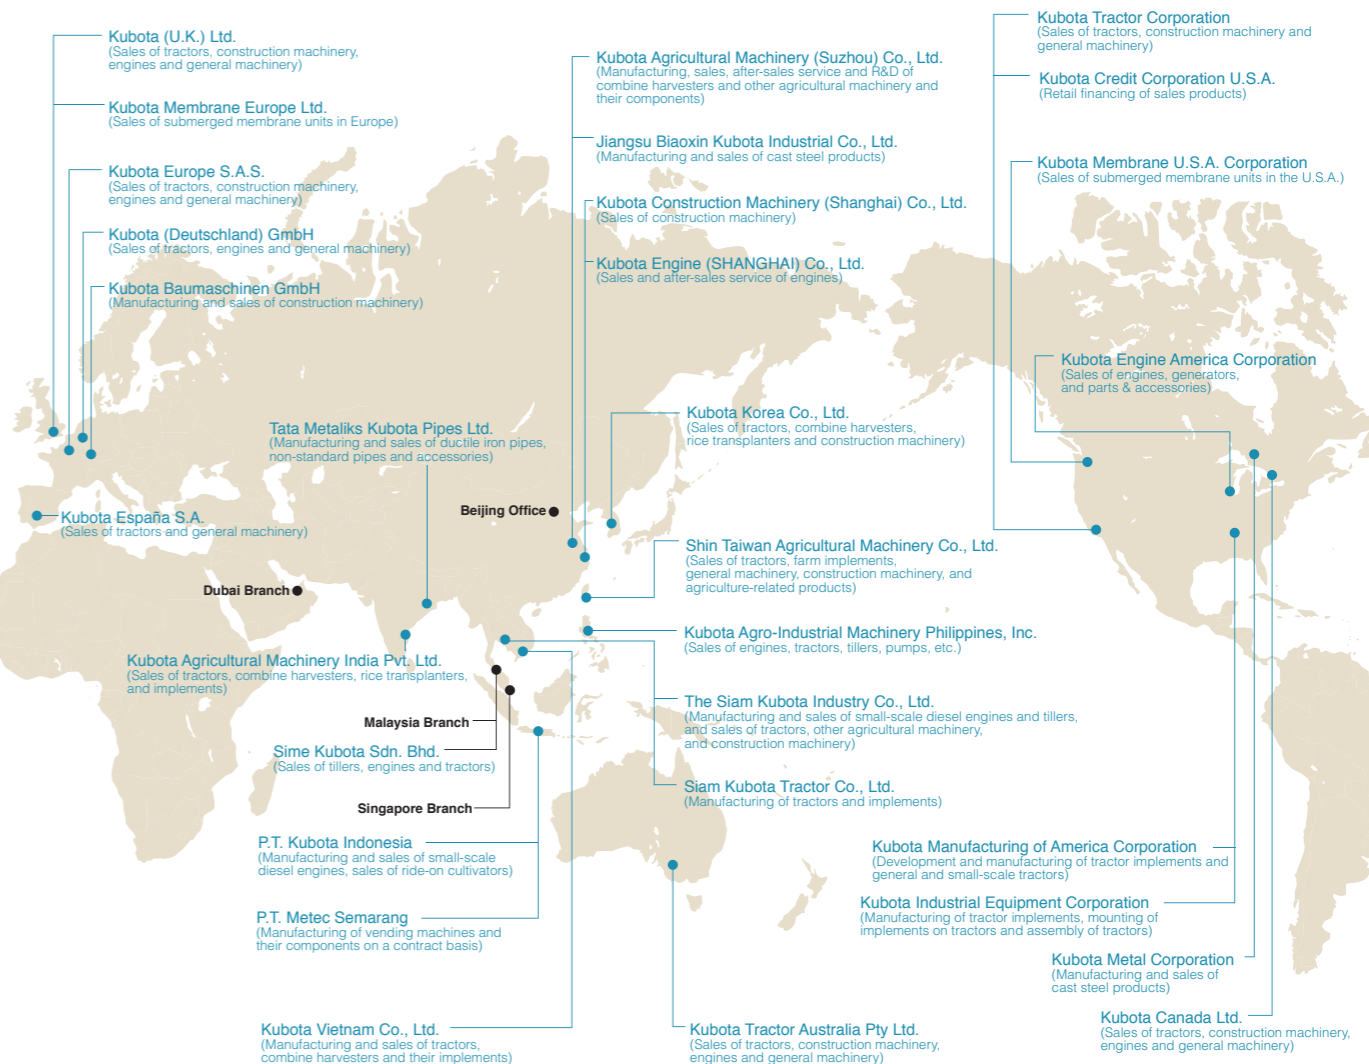 Kubota (U.K.) Ltd.
(Sales of tractors, construction machinery,
engines and general machinery)
Kubota Membrane Europe Ltd.
(Sales of submerged membrane units in Europe)
Kubota Europe S.A.S.
(Sales of tractors, construction machinery,
engines and general machinery)
Kubota (Deutschland) GmbH
(Sales of tractors, engines and general machinery)
Kubota Baumaschinen GmbH
(Manufacturing and sales of construction machinery)
Tata Metaliks Kubota Pipes Ltd.
(Manufacturing and sales of ductile iron pipes,
non-standard pipes and accessories)
Kubota España S.A.
(Sales of tractors and general machinery)
Beijing Office
Dubai Branch
Kubota Agricultural Machinery India Pvt. Ltd.
(Sales of tractors, combine harvesters, rice transplanters,
and implements)
Malaysia Branch
Sime Kubota Sdn. Bhd.
(Sales of tillers, engines and tractors)
Singapore Branch
P.T. Kubota Indonesia
(Manufacturing and sales of small-scale
diesel engines, sales of ride-on cultivators)
P.T. Metec Semarang
(Manufacturing of vending machines and
their components on a contract basis)
Kubota Vietnam Co., Ltd.
(Manufacturing and sales of tractors,
combine harvesters and their implements)
Kubota Agricultural Machinery (Suzhou) Co., Ltd.
(Manufacturing, sales, after-sales service and R&D of
combine harvesters and other agricultural machinery and
their components)
Jiangsu Biaoxin Kubota Industrial Co., Ltd.
(Manufacturing and sales of cast steel products)
Kubota Construction Machinery (Shanghai) Co., Ltd.
(Sales of construction machinery)
Kubota Engine (SHANGHAI) Co., Ltd.
(Sales and after-sales service of engines)
Kubota Korea Co., Ltd.
(Sales of tractors, combine harvesters,
rice transplanters and construction machinery)
Shin Taiwan Agricultural Machinery Co., Ltd.
(Sales of tractors, farm implements,
general machinery, construction machinery, and
agriculture-related products)
Kubota Agro-Industrial Machinery Philippines, Inc.
(Sales of engines, tractors, tillers, pumps, etc.)
The Siam Kubota Industry Co., Ltd.
(Manufacturing and sales of small-scale diesel engines and tillers,
and sales of tractors, other agricultural machinery,
and construction machinery)
Siam Kubota Tractor Co., Ltd.
(Manufacturing of tractors and implements)
Kubota Tractor Australia Pty Ltd.
(Sales of tractors, construction machinery,
engines and general machinery)
Kubota Tractor Corporation
(Sales of tractors, construction machinery and
general machinery)
Kubota Credit Corporation U.S.A.
(Retail financing of sales products)
Kubota Membrane U.S.A. Corporation
(Sales of submerged membrane units in the U.S.A.)
Kubota Engine America Corporation
(Sales of engines, generators,
and parts & accessories)
Kubota Manufacturing of America Corporation
(Development and manufacturing of tractor implements and
general and small-scale tractors)
Kubota Industrial Equipment Corporation
(Manufacturing of tractor implements, mounting of
implements on tractors and assembly of tractors)
Kubota Metal Corporation
(Manufacturing and sales of
cast steel products)
Kubota Canada Ltd.
(Sales of tractors, construction machinery,
engines and general machinery)